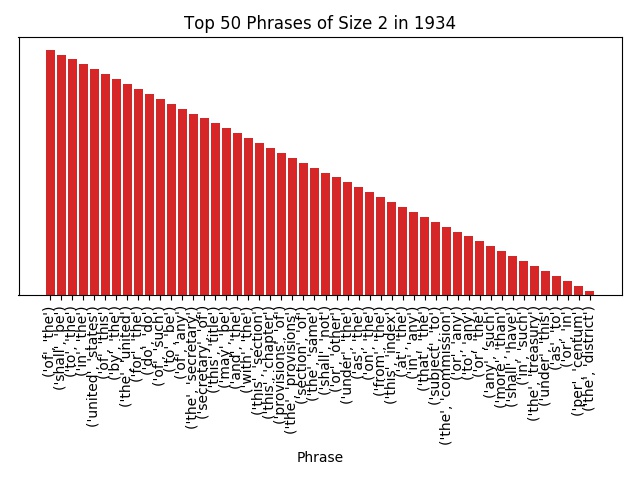 Top 50 Phrases of Size 2 in 1934
('of', 'the')
('shall', 'be')
('to', 'the')
('in', 'the')
('united', 'states')
('of', 'this')
('by', 'the')
('the', 'united')
('for', 'the')
('do', 'do')
('of', 'such')
('to', 'be')
('or', 'any')
('the', 'secretary')
('secretary', 'of')
('this', 'title')
('may', 'be')
('and', 'the')
('with', 'the')
('this', 'section')
('this', 'chapter')
('provisions', 'of')
('the', 'provisions')
('section', 'of')
('the', 'same')
('shall', 'not')
('or', 'other')
('under', 'the')
('as', 'the')
('on', 'the')
('from', 'the')
('this', 'index')
('at', 'the')
('in', 'any')
('that', 'the')
('subject', 'to')
('the', 'commission')
('or', 'any')
('to', 'any')
('or', 'the')
('any', 'such')
('more', 'than')
('shall', 'have')
('in', 'such')
('the', 'treasury')
('under', 'this')
('as', 'to')
('or', 'in')
('per', 'centum')
('the', 'district')
Phrase